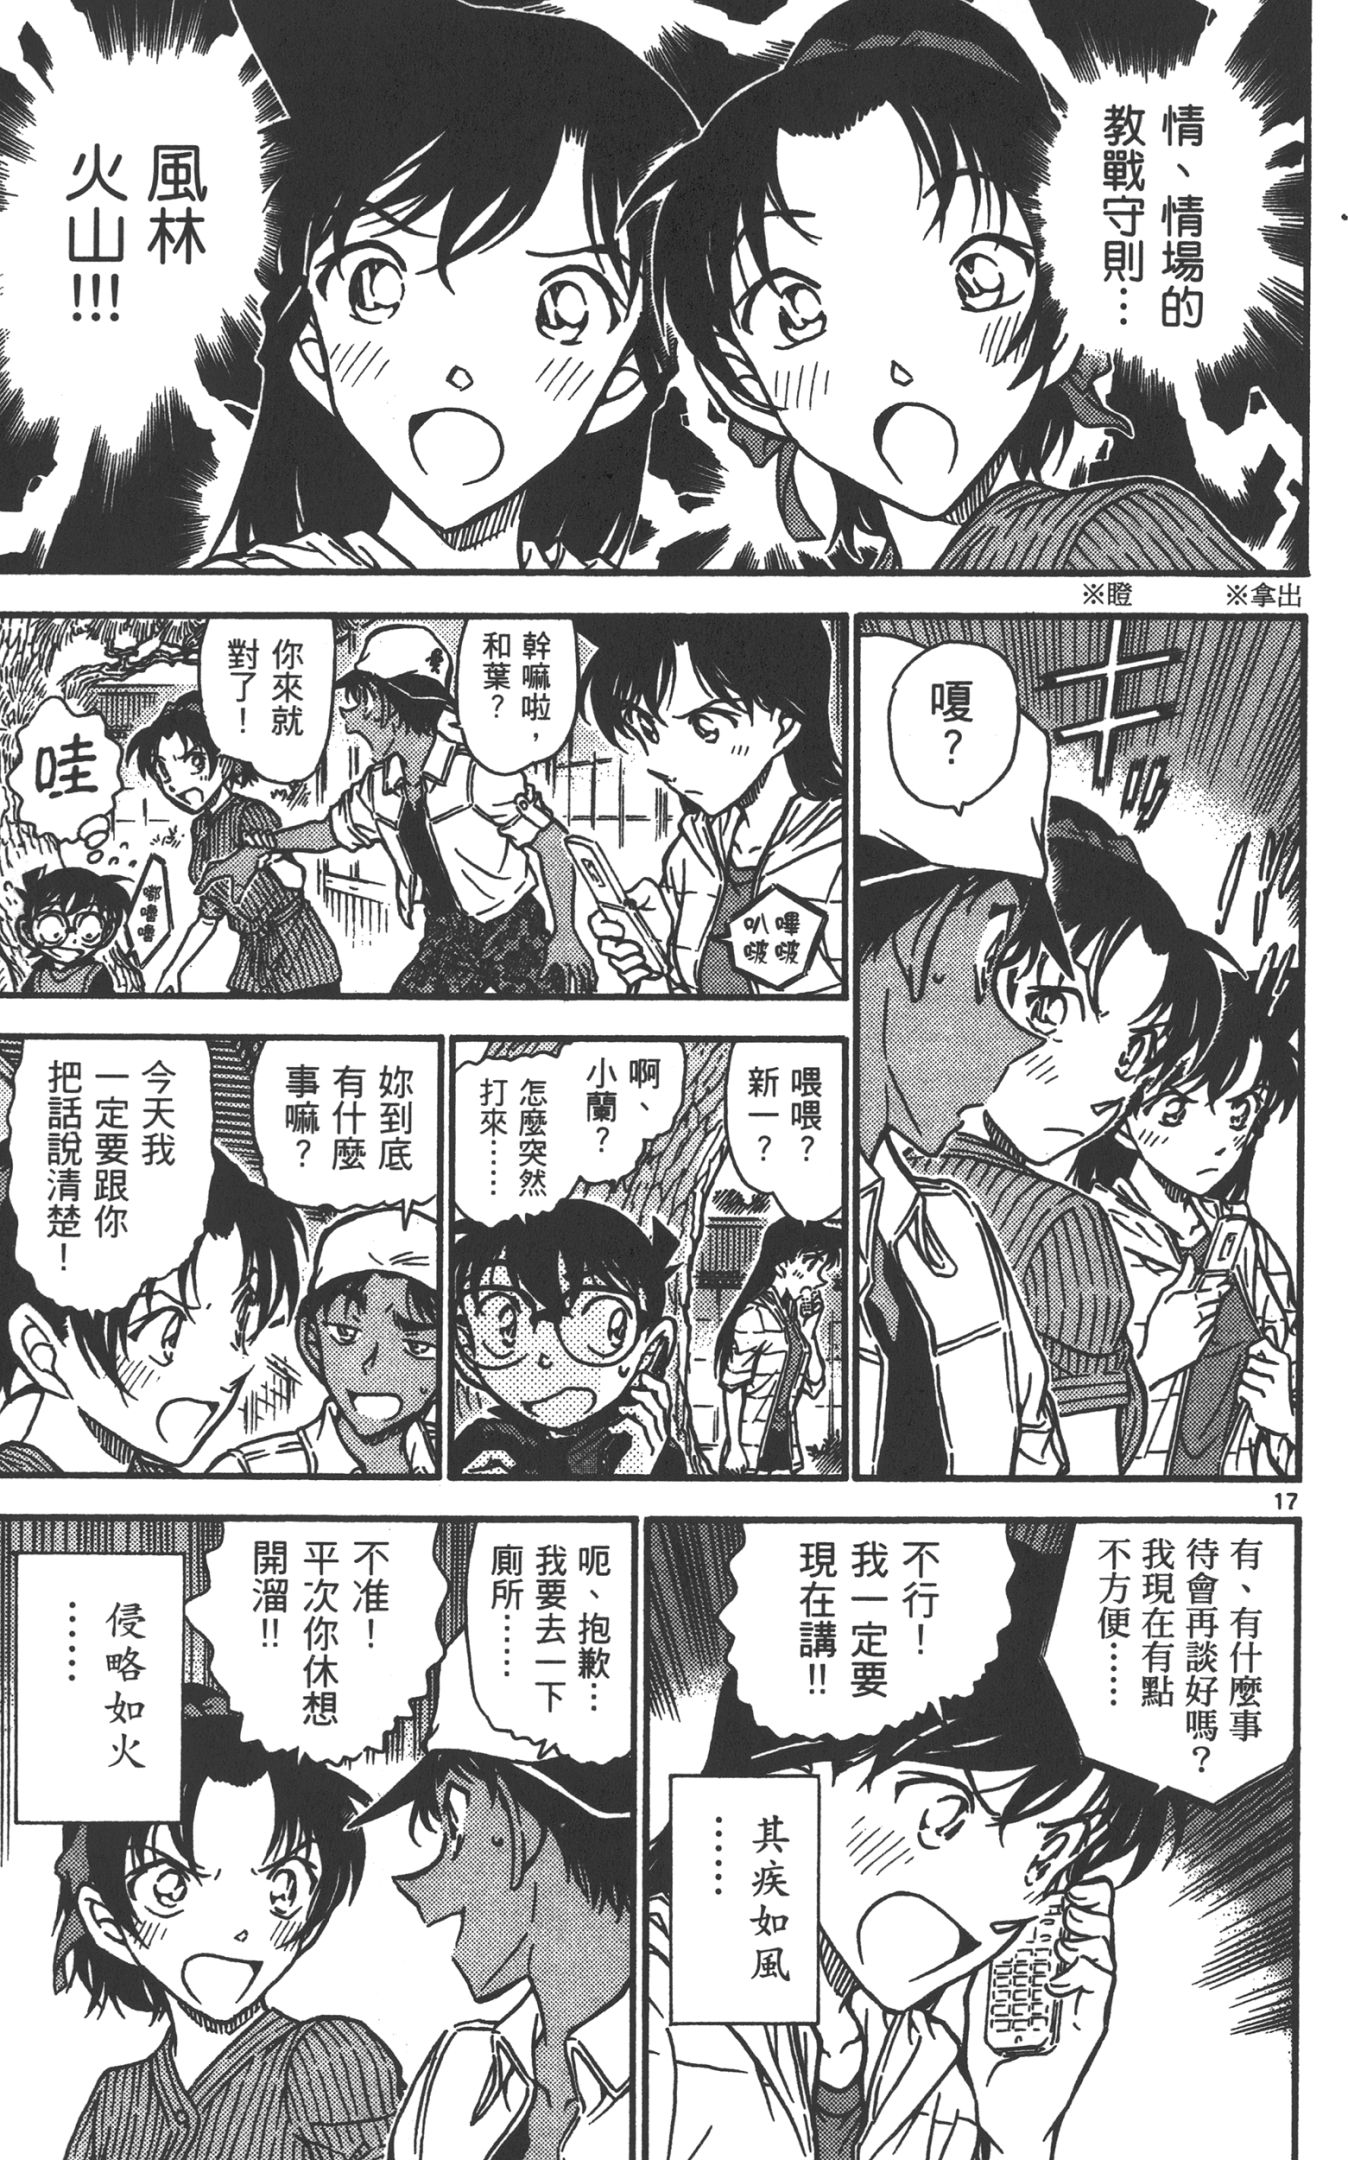 情、情場的
教戰守則…
風林
火山!!!
※拿出
※瞪
嗄？
幹嘛啦，
和葉？
你來就
對了！
嗶啵
叭啵
哇
嘟嚕嚕
喂喂？
新一？
啊、
小蘭？
怎麼突然
打來……
妳到底
有什麼
事嘛？
今天我
一定要跟你
把話說清楚！
17
有、有什麼事
待會再談好嗎？
我現在有點
不方便……
不行！
我一定要
現在講!!
其疾如風
……
呃、抱歉…
我要去一下
廁所……
不准！
平次你休想
開溜!!
侵略如火
……